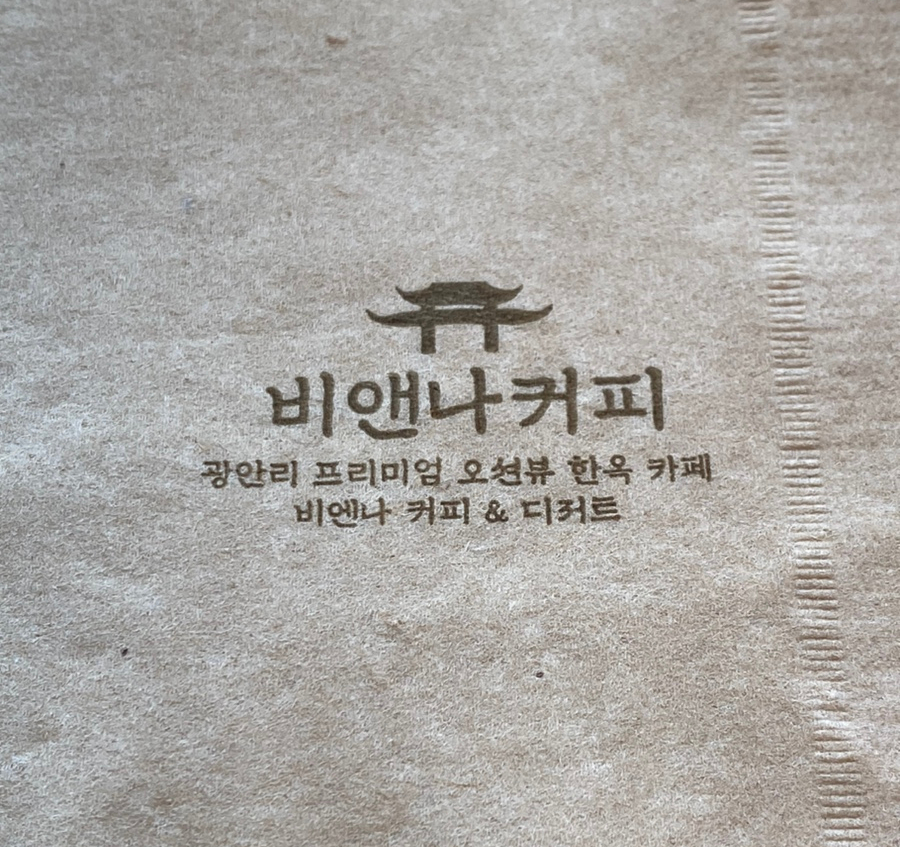 비앤나커피
광안리 프리미엄 오션뷰 한옥 카페
비엔나 커피 & 디저트